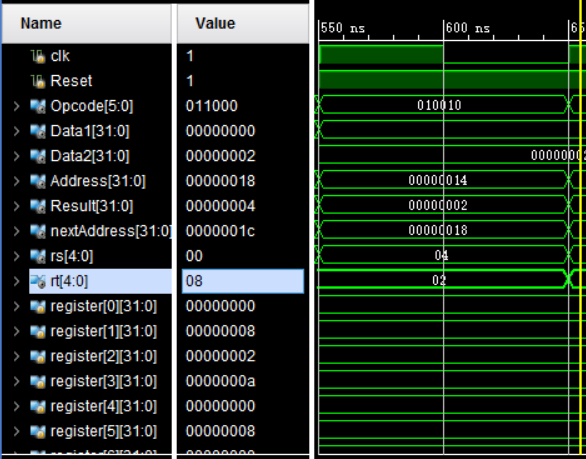 Name Value 550 ns 600 ns 65
clk 1
Reset 1
Opcode[5:0] 011000 010010
Data1[31:0] 00000000
Data2[31:0] 00000002 0000000
Address[31:0] 00000018 00000014
Result[31:0] 00000004 00000002
nextAddress[31:0] 0000001c 00000018
rs[4:0] 00 04
rt[4:0] 08 02
register[0][31:0] 00000000
register[1][31:0] 00000008
register[2][31:0] 00000002
register[3][31:0] 0000000a
register[4][31:0] 00000000
register[5][31:0] 00000008